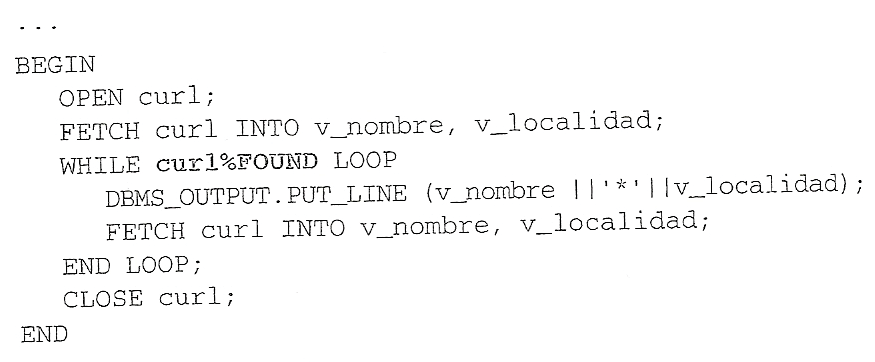 ...
BEGIN
OPEN cur1;
FETCH cur1 INTO v_nombre, v_localidad;
WHILE cur1%FOUND LOOP
DBMS_OUTPUT.PUT_LINE (v_nombre ||'*'||v_localidad);
FETCH cur1 INTO v_nombre, v_localidad;
END LOOP;
CLOSE cur1;
END